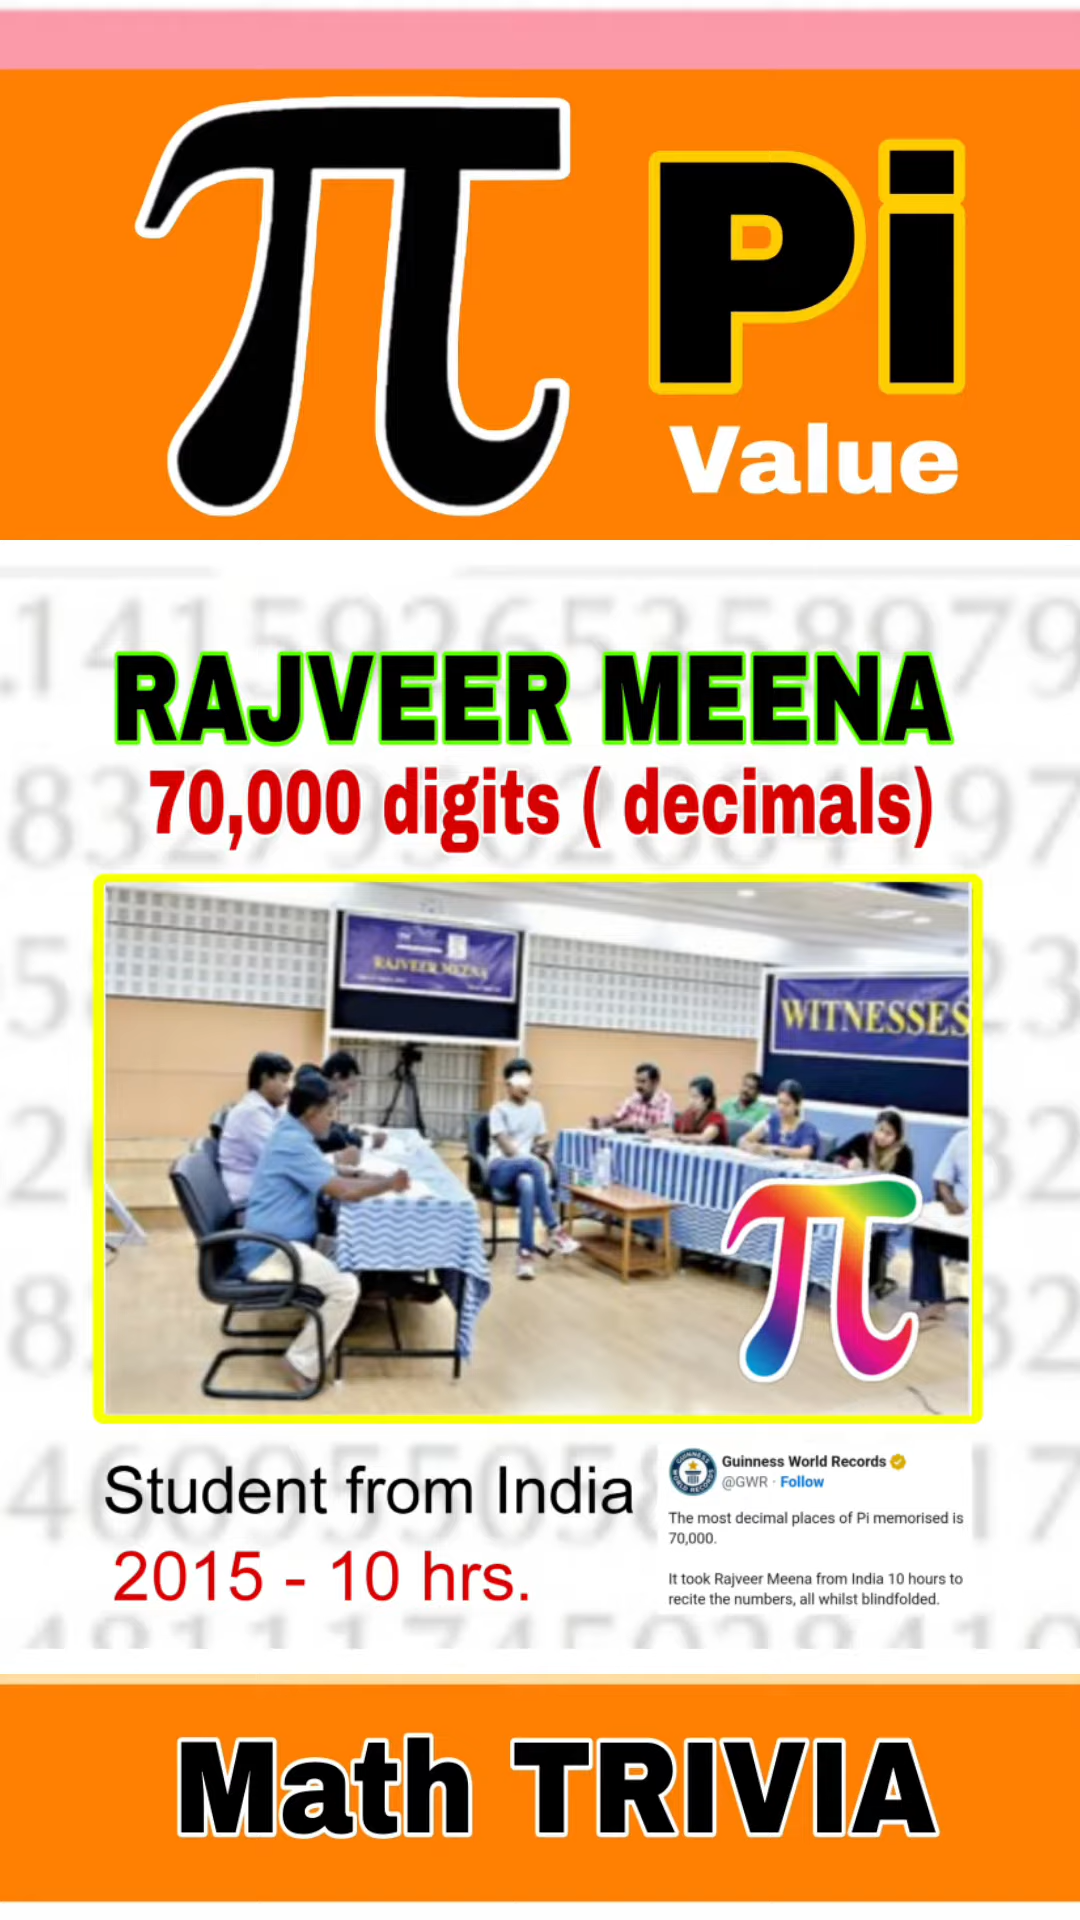 π Pi
Value
.14159265358979
RAJVEER MEENA
70,000 digits ( decimals)
RAJVEER MEENA
WITNESSES
Student from India
2015 - 10 hrs.
Guinness World Records
@GWR · Follow
The most decimal places of Pi memorised is
70,000.
It took Rajveer Meena from India 10 hours to
recite the numbers, all whilst blindfolded.
π
Math TRIVIA